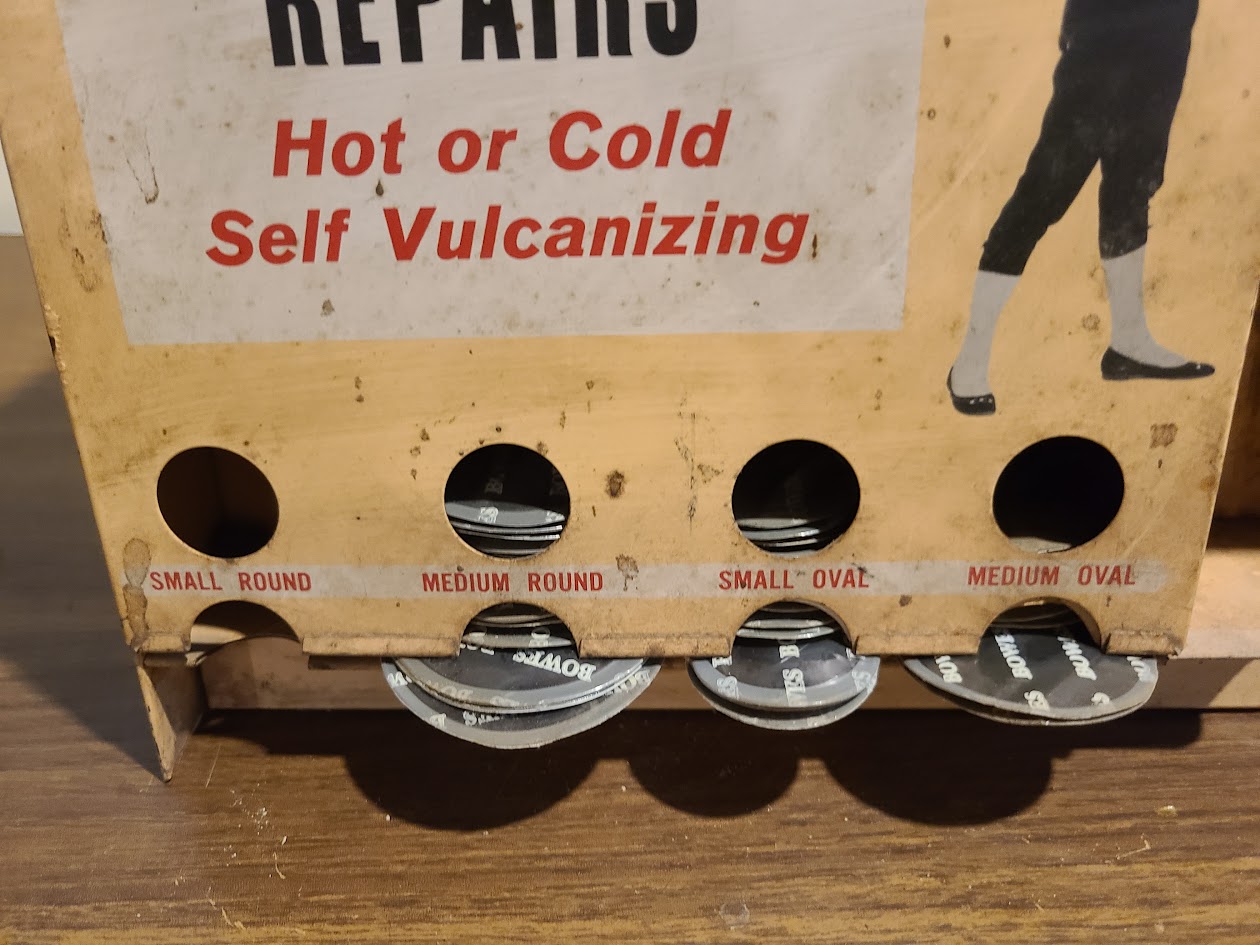 REPAIRS
Hot or Cold
Self Vulcanizing
SMALL ROUND
MEDIUM ROUND
SMALL OVAL
MEDIUM OVAL
BOWES
BOWES